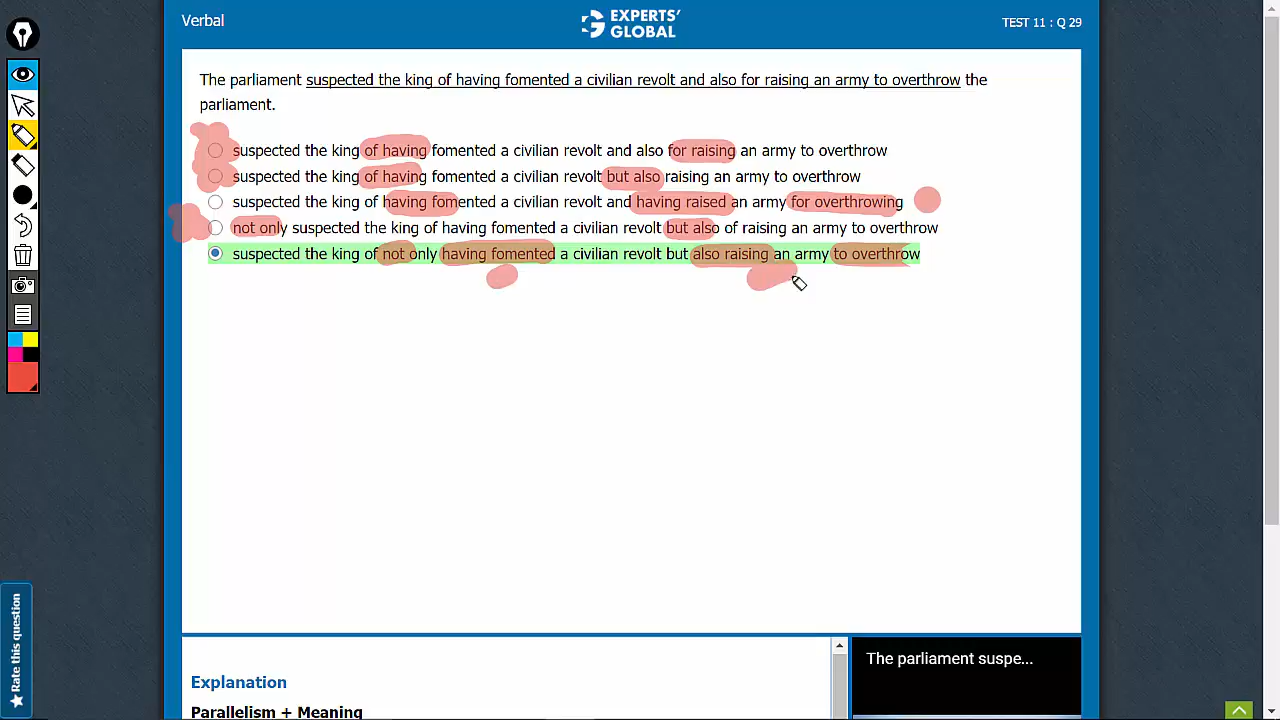 Verbal
EXPERTS'
GLOBAL
TEST 11 : Q 29
The parliament suspected the king of having fomented a civilian revolt and also for raising an army to overthrow the
parliament.
suspected the king of having fomented a civilian revolt and also for raising an army to overthrow
suspected the king of having fomented a civilian revolt but also raising an army to overthrow
suspected the king of having fomented a civilian revolt and having raised an army for overthrowing
not only suspected the king of having fomented a civilian revolt but also of raising an army to overthrow
suspected the king of not only having fomented a civilian revolt but also raising an army to overthrow
Rate this question
Explanation
Parallelism + Meaning
The parliament suspe...